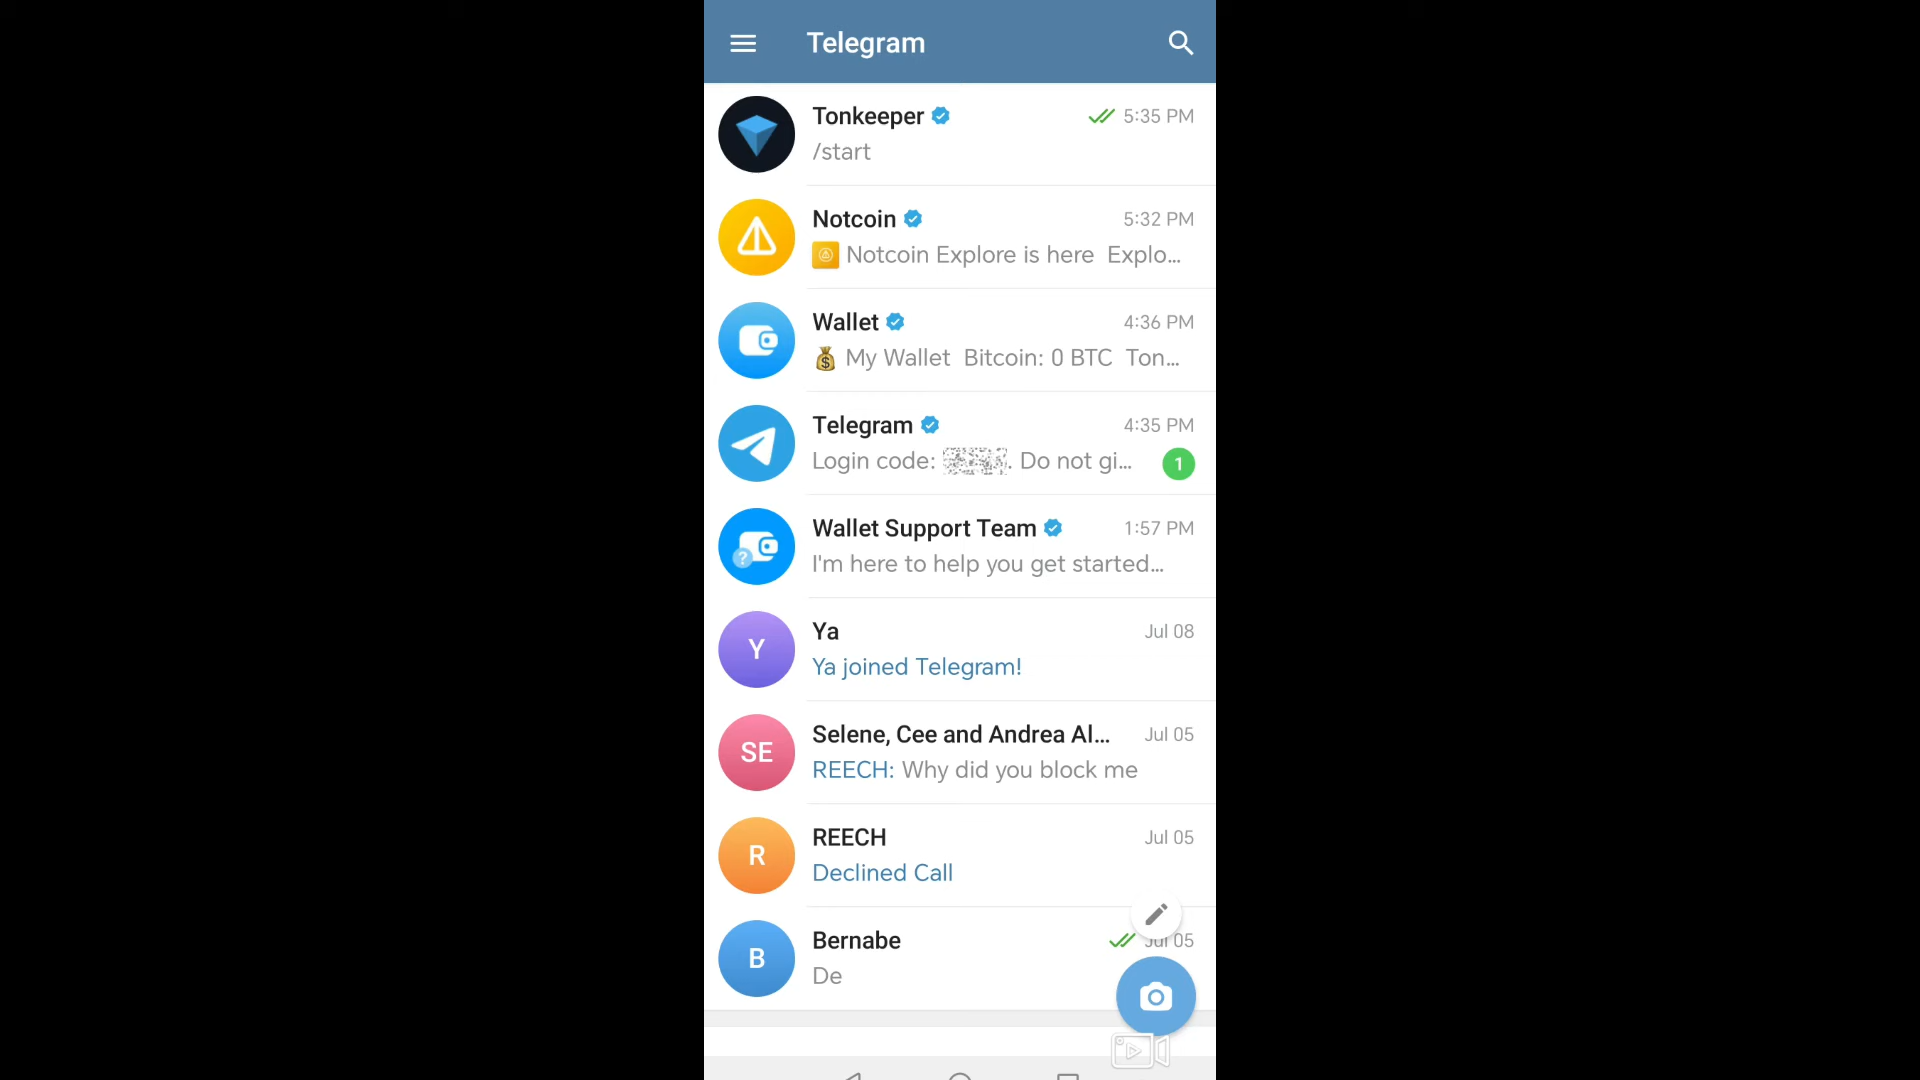 Telegram
Tonkeeper 5:35 PM
/start
Notcoin 5:32 PM
Notcoin Explore is here Explo...
Wallet 4:36 PM
My Wallet Bitcoin: 0 BTC Ton...
Telegram 4:35 PM
Login code: . Do not gi... 1
Wallet Support Team 1:57 PM
I'm here to help you get started...
Y
Ya Jul 08
Ya joined Telegram!
SE
Selene, Cee and Andrea Al... Jul 05
REECH: Why did you block me
R
REECH Jul 05
Declined Call
B
Bernabe Jul 05
De